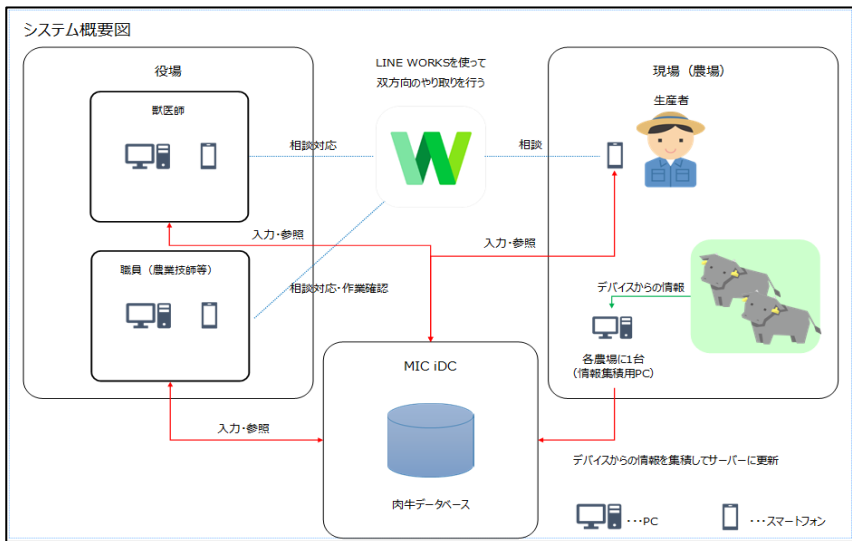 システム概要図
役場
獣医師
職員（農業技師等）
LINE WORKSを使って
双方向のやり取りを行う
相談対応
相談
入力・参照
入力・参照
相談対応・作業確認
入力・参照
現場（農場）
生産者
デバイスからの情報
各農場に1台
（情報集積用PC）
MIC iDC
肉牛データベース
デバイスからの情報を集積してサーバーに更新
・・・PC
・・・スマートフォン